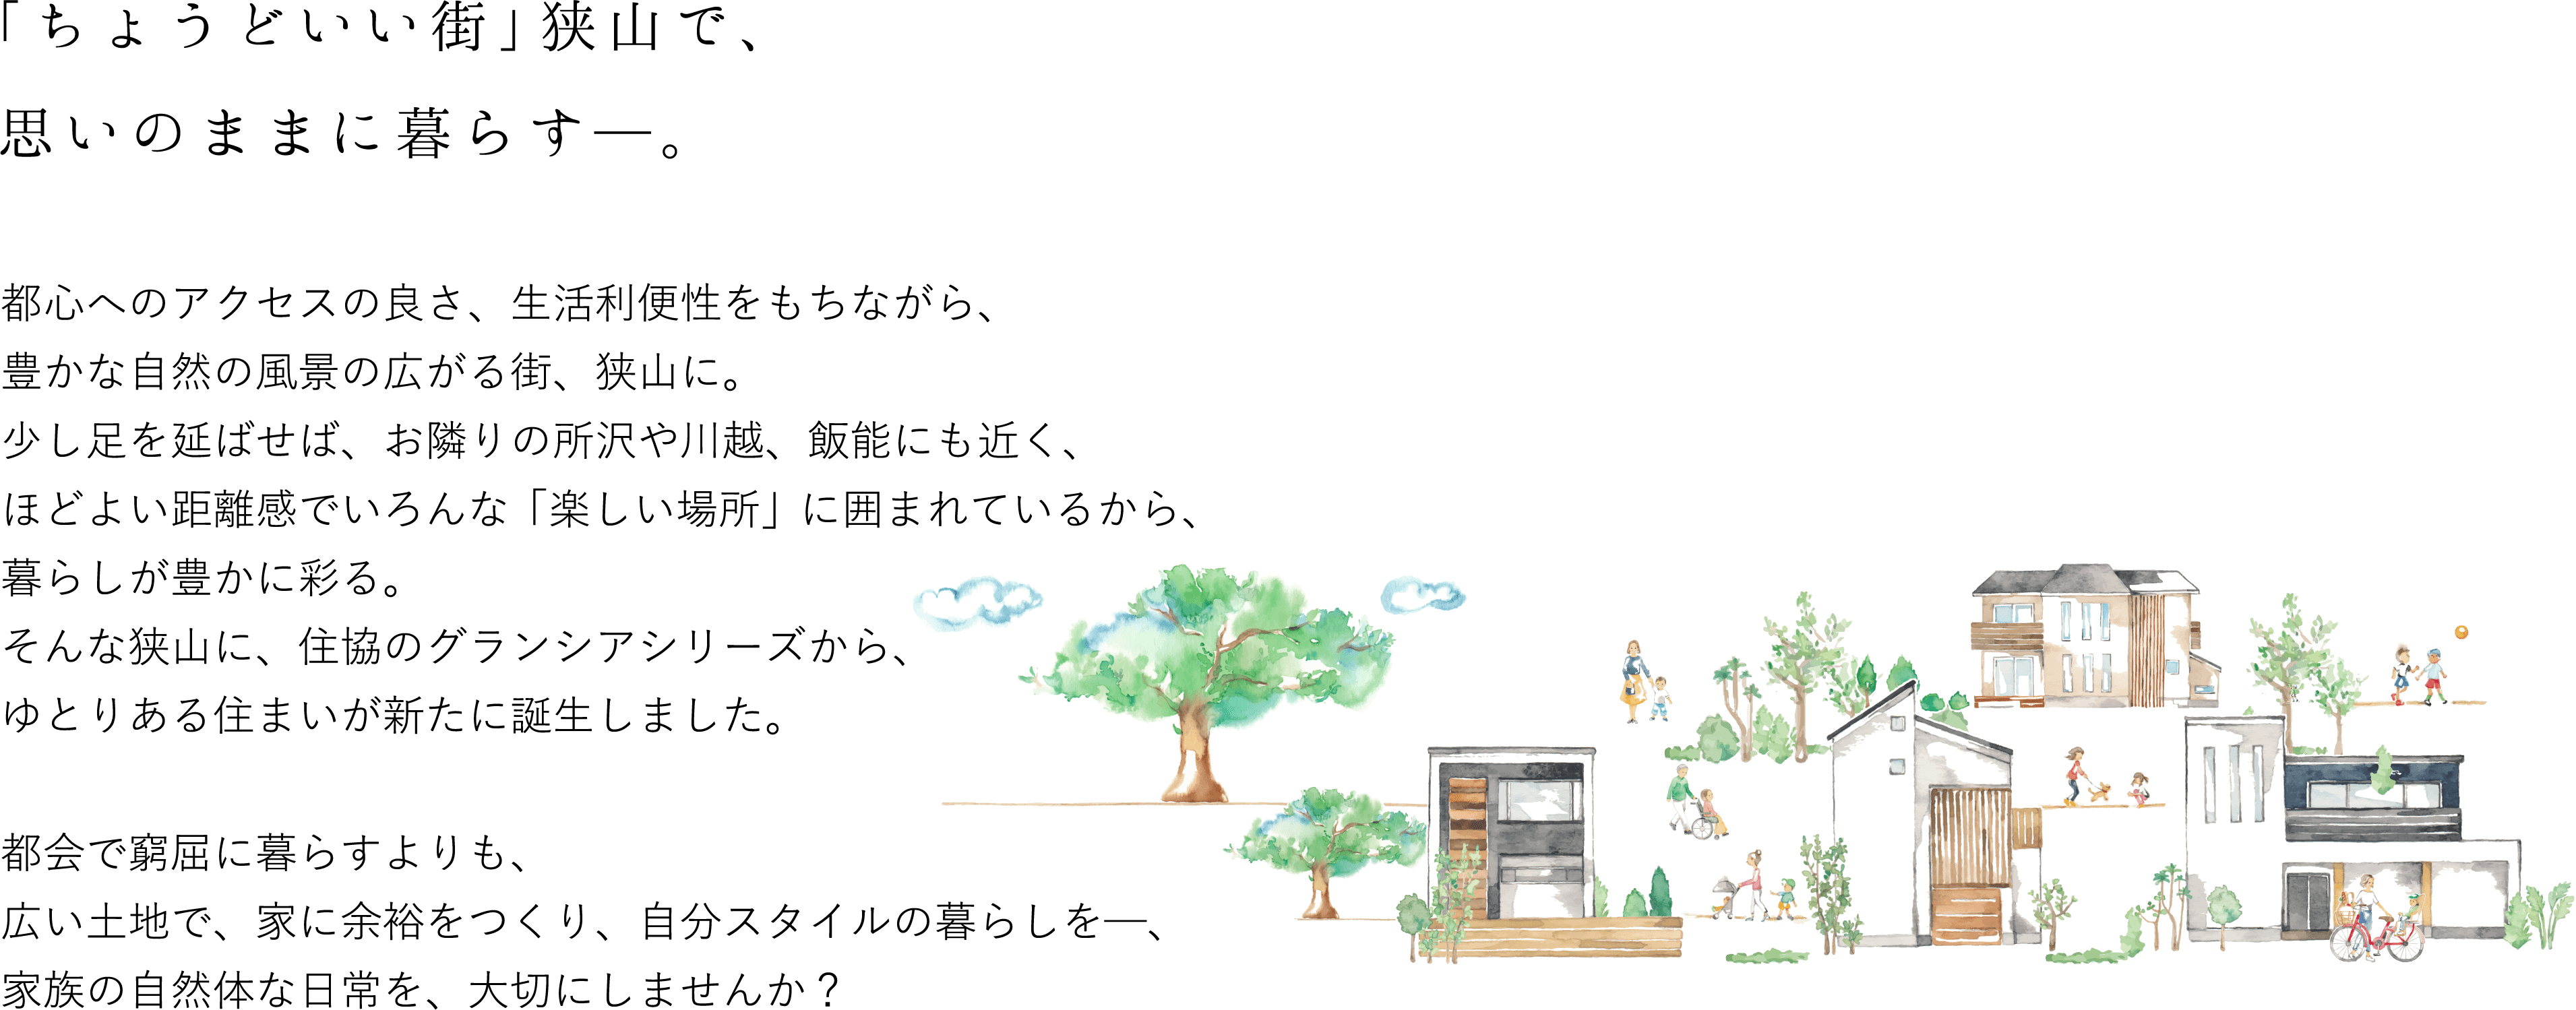 「ちょうどいい街」狭山で、
思いのままに暮らす―。
都心へのアクセスの良さ、生活利便性をもちながら、
豊かな自然の風景の広がる街、狭山に。
少し足を延ばせば、お隣りの所沢や川越、飯能にも近く、
ほどよい距離感でいろんな「楽しい場所」に囲まれているから、
暮らしが豊かに彩る。
そんな狭山に、住協のグランシアシリーズから、
ゆとりある住まいが新たに誕生しました。
都会で窮屈に暮らすよりも、
広い土地で、家に余裕をつくり、自分スタイルの暮らしを―、
家族の自然体な日常を、大切にしませんか？